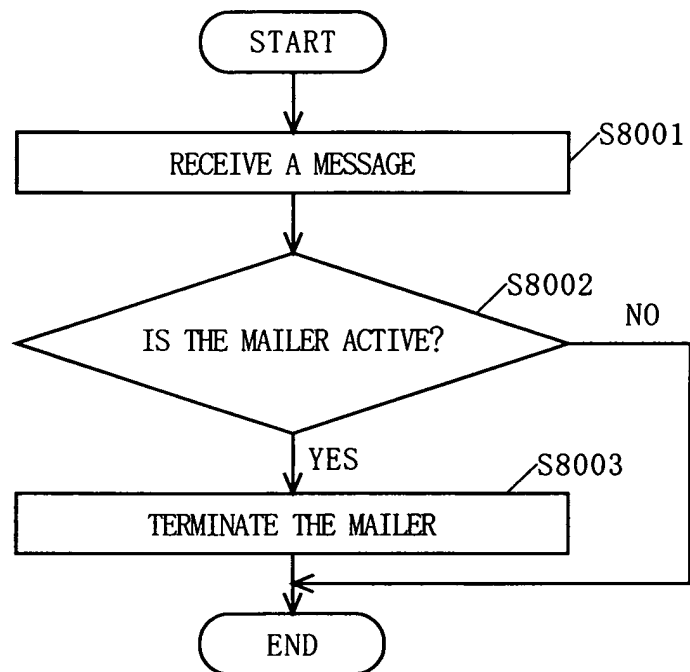 START
S8001
RECEIVE A MESSAGE
S8002
NO
IS THE MAILER ACTIVE?
YES
S8003
TERMINATE THE MAILER
END